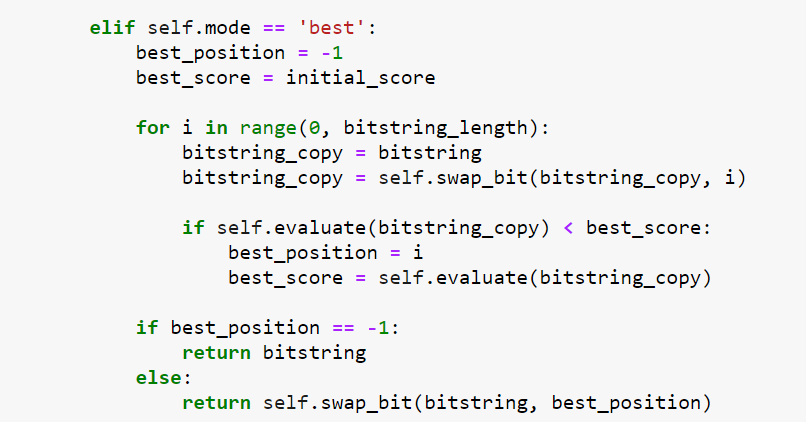 elif self.mode == 'best':
    best_position = -1
    best_score = initial_score

    for i in range(0, bitstring_length):
        bitstring_copy = bitstring
        bitstring_copy = self.swap_bit(bitstring_copy, i)

        if self.evaluate(bitstring_copy) < best_score:
            best_position = i
            best_score = self.evaluate(bitstring_copy)

    if best_position == -1:
        return bitstring
    else:
        return self.swap_bit(bitstring, best_position)